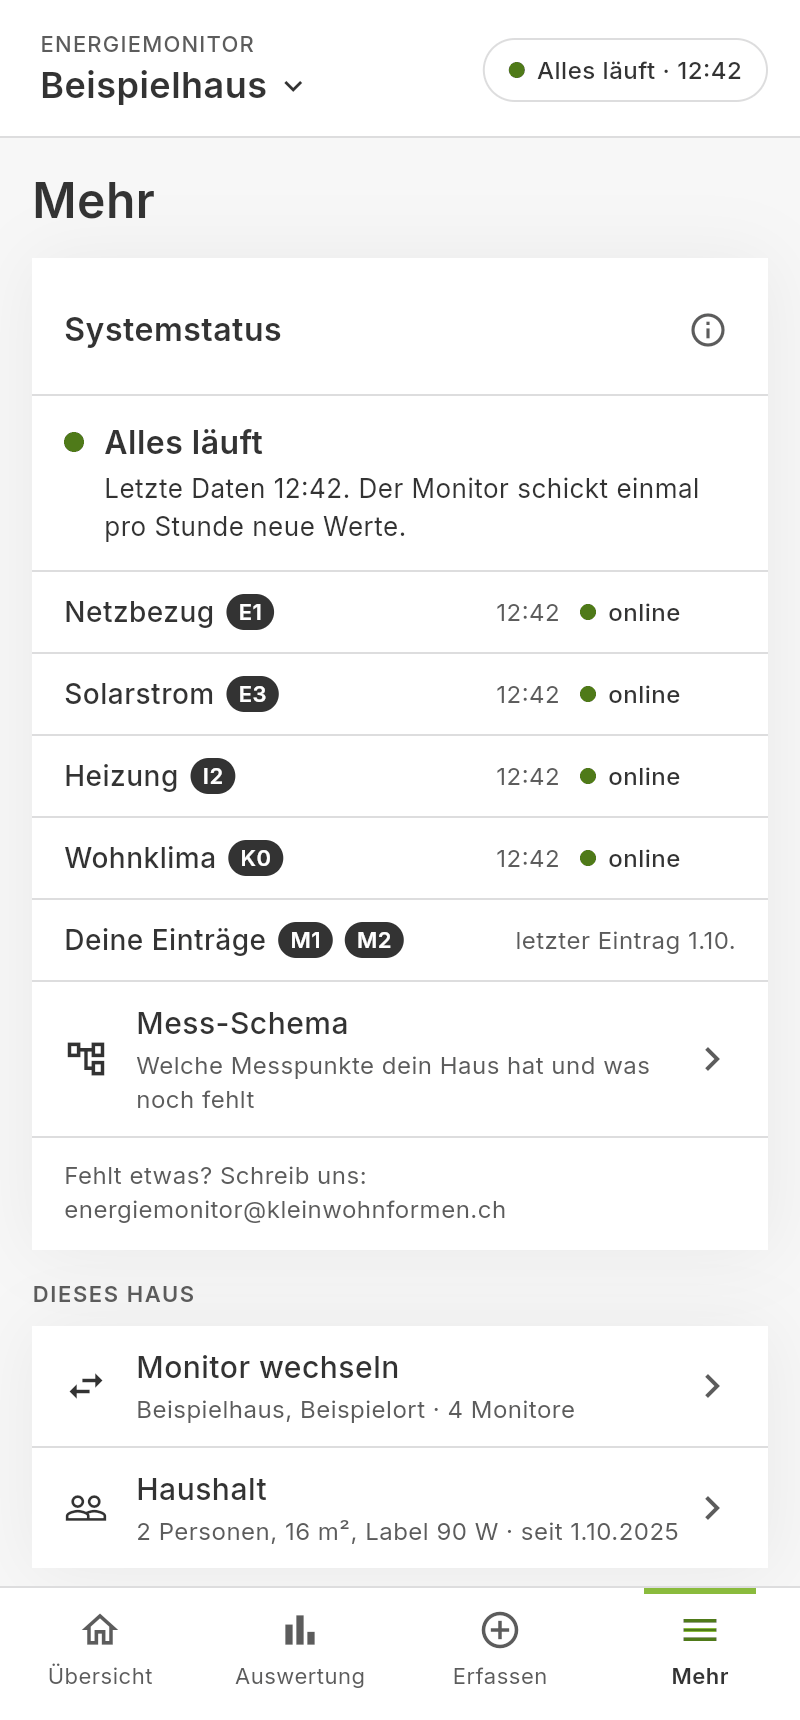 ENERGIEMONITOR
Beispielhaus
Alles läuft · 12:42
Mehr
Systemstatus
Alles läuft
Letzte Daten 12:42. Der Monitor schickt einmal
pro Stunde neue Werte.
Netzbezug E1 12:42 online
Solarstrom E3 12:42 online
Heizung I2 12:42 online
Wohnklima K0 12:42 online
Deine Einträge M1 M2 letzter Eintrag 1.10.
Mess-Schema
Welche Messpunkte dein Haus hat und was
noch fehlt
Fehlt etwas? Schreib uns:
energiemonitor@kleinwohnformen.ch
DIESES HAUS
Monitor wechseln
Beispielhaus, Beispielort · 4 Monitore
Haushalt
2 Personen, 16 m², Label 90 W · seit 1.10.2025
Übersicht Auswertung Erfassen Mehr